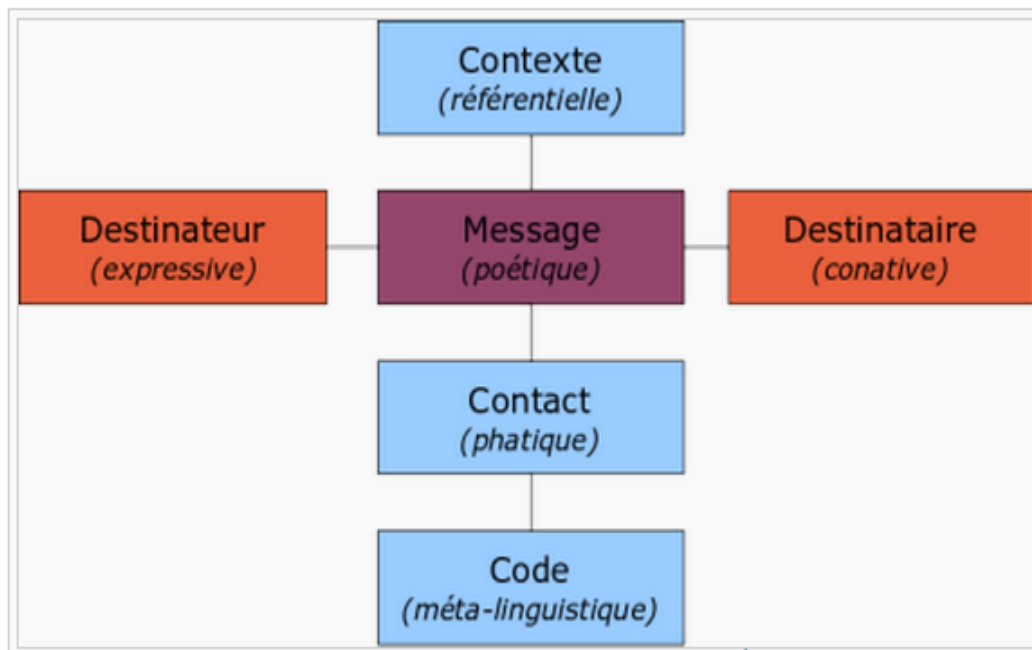 Contexte
(référentielle)
Destinateur
(expressive)
Message
(poétique)
Destinataire
(conative)
Contact
(phatique)
Code
(méta-linguistique)